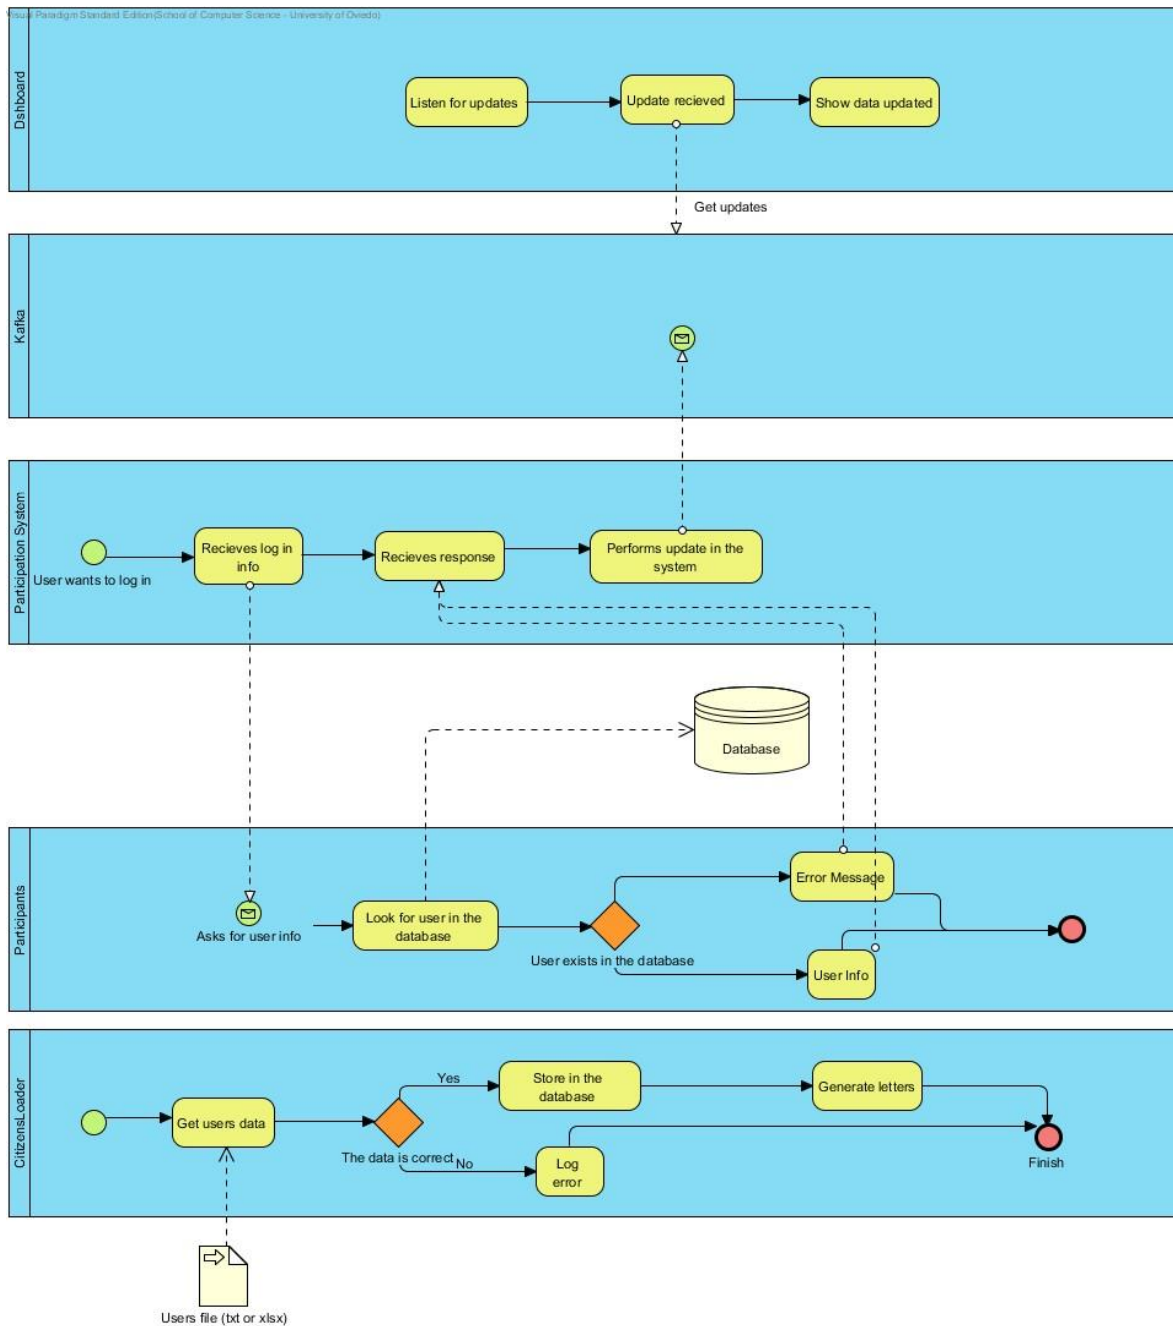 Visual Paradigm Standard Edition(School of Computer Science - University of Oviedo)
Dshboard
Listen for updates
Update recieved
Show data updated
Get updates
Kafka
Participation System
User wants to log in
Recieves log in
info
Recieves response
Performs update in the
system
Database
Participants
Asks for user info
Look for user in the
database
User exists in the database
Error Message
User Info
CitizensLoader
Get users data
The data is correct
Yes
No
Store in the
database
Generate letters
Log
error
Finish
Users file (txt or xlsx)